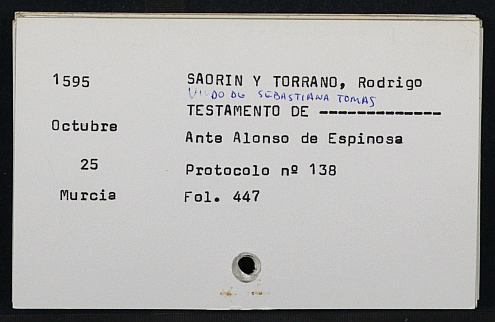 1595 SAORIN Y TORRANO, Rodrigo
VIUDO DE SEBASTIANA TOMAS
TESTAMENTO DE -------------
Octubre
Ante Alonso de Espinosa
25 Protocolo nº 138
Murcia Fol. 447